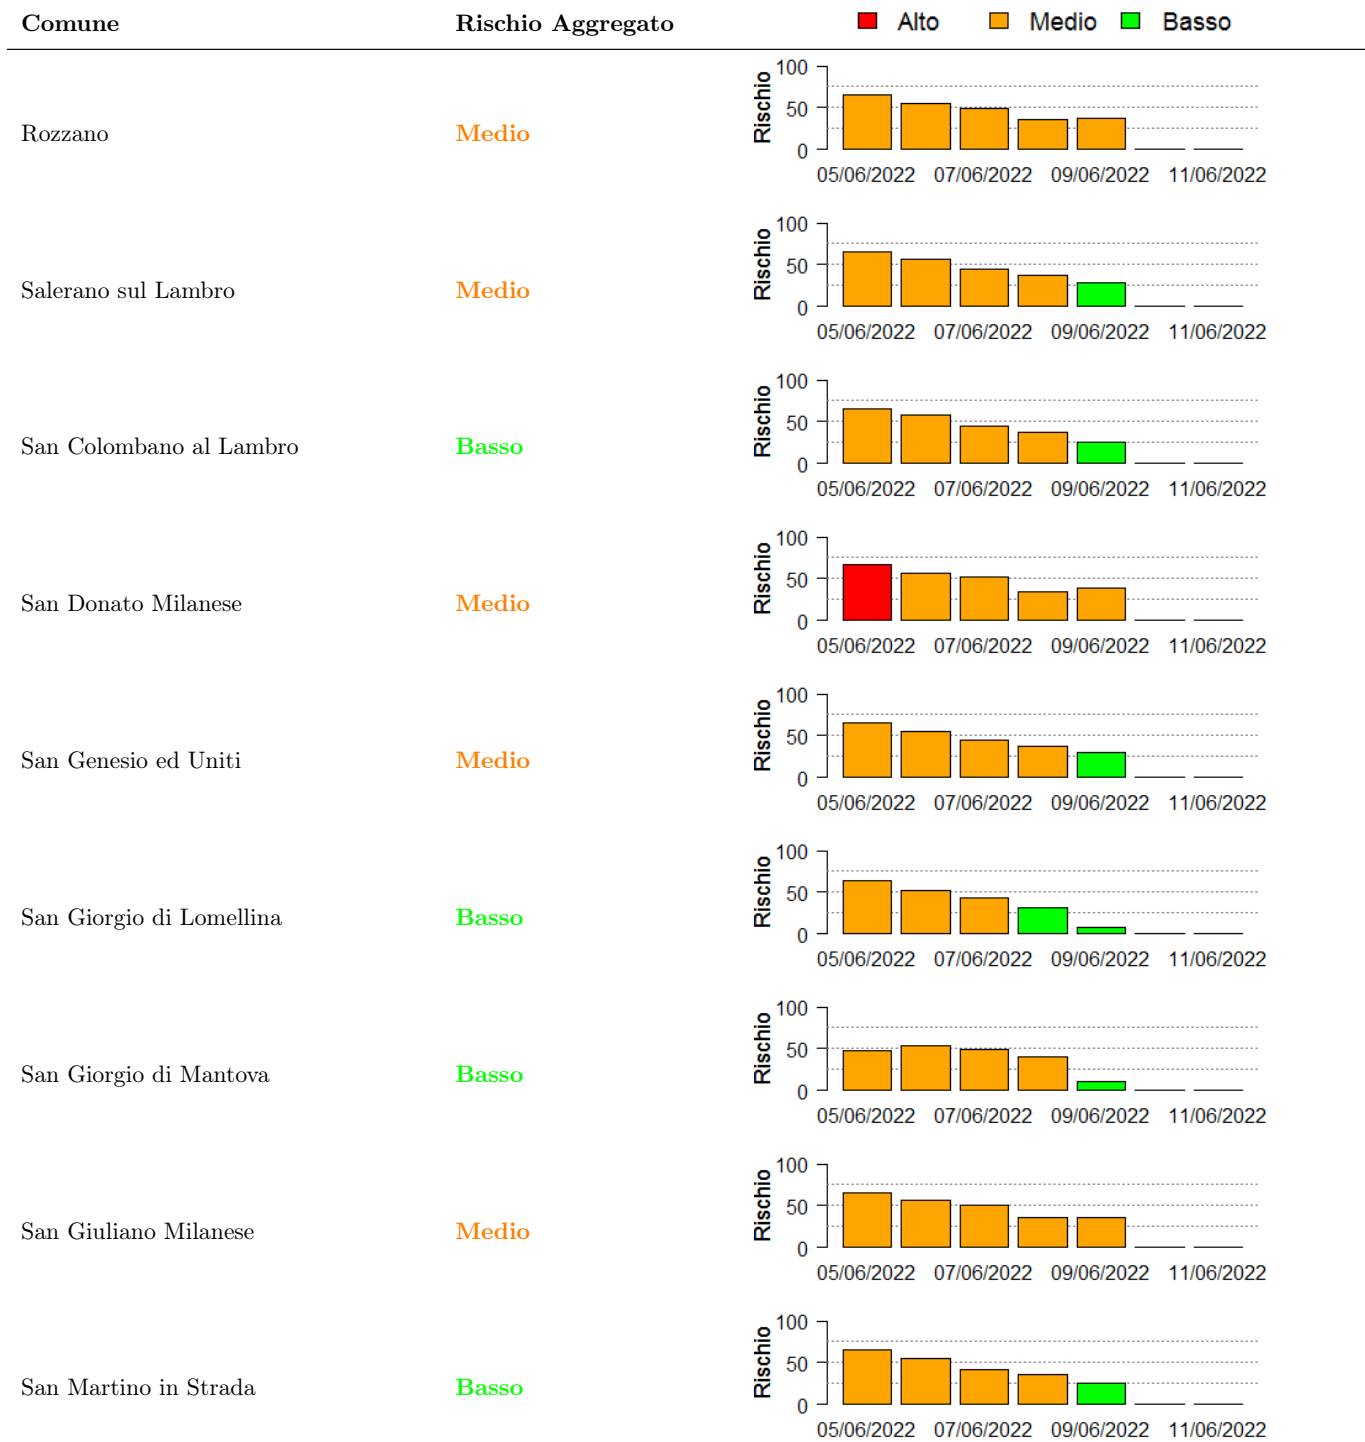 Comune Rischio Aggregato Alto Medio Basso
Rozzano Medio
Rischio
100
50
0
05/06/2022 07/06/2022 09/06/2022 11/06/2022
Salerano sul Lambro Medio
Rischio
100
50
0
05/06/2022 07/06/2022 09/06/2022 11/06/2022
San Colombano al Lambro Basso
Rischio
100
50
0
05/06/2022 07/06/2022 09/06/2022 11/06/2022
San Donato Milanese Medio
Rischio
100
50
0
05/06/2022 07/06/2022 09/06/2022 11/06/2022
San Genesio ed Uniti Medio
Rischio
100
50
0
05/06/2022 07/06/2022 09/06/2022 11/06/2022
San Giorgio di Lomellina Basso
Rischio
100
50
0
05/06/2022 07/06/2022 09/06/2022 11/06/2022
San Giorgio di Mantova Basso
Rischio
100
50
0
05/06/2022 07/06/2022 09/06/2022 11/06/2022
San Giuliano Milanese Medio
Rischio
100
50
0
05/06/2022 07/06/2022 09/06/2022 11/06/2022
San Martino in Strada Basso
Rischio
100
50
0
05/06/2022 07/06/2022 09/06/2022 11/06/2022